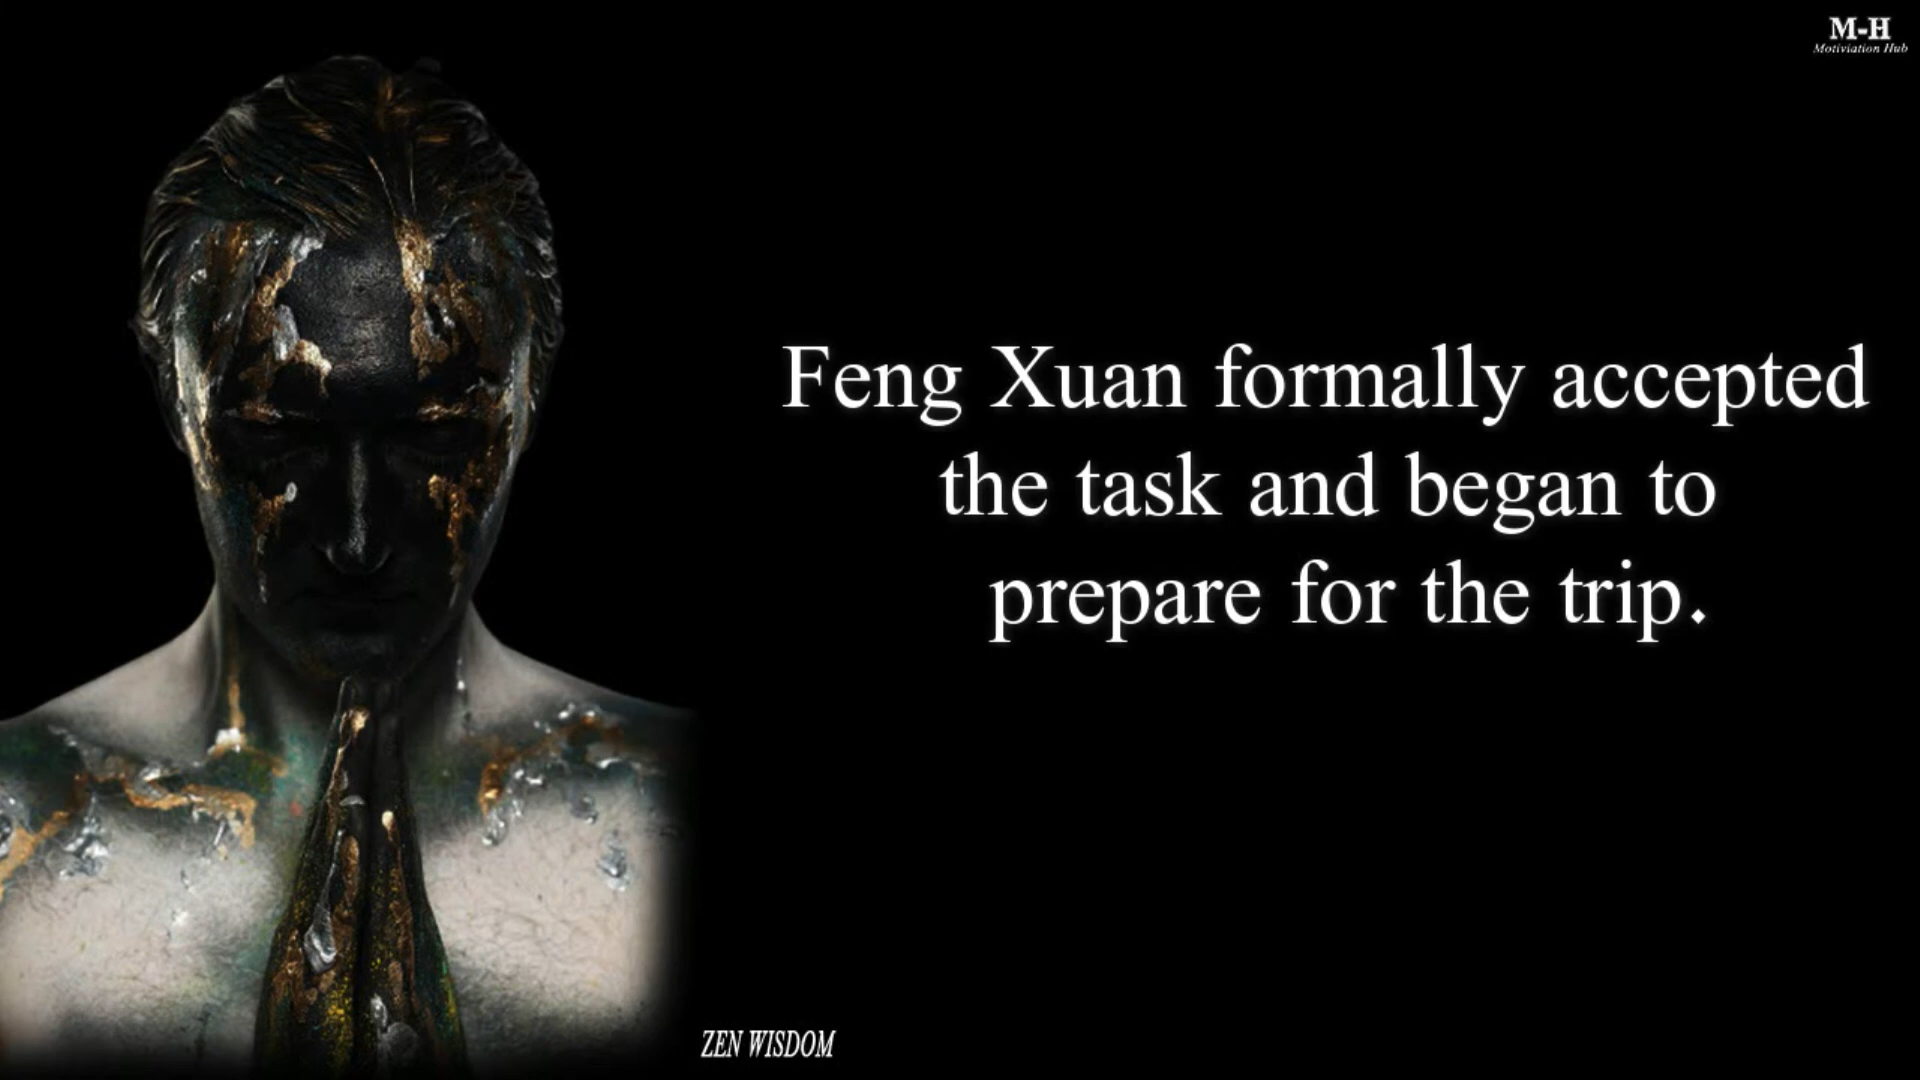 M-H
Motiviation Hub
Feng Xuan formally accepted
the task and began to
prepare for the trip.
ZEN WISDOM